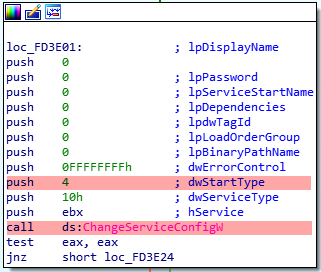 loc_FD3E01: ; lpDisplayName
push 0
push 0 ; lpPassword
push 0 ; lpServiceStartName
push 0 ; lpDependencies
push 0 ; lpdwTagId
push 0 ; lpLoadOrderGroup
push 0 ; lpBinaryPathName
push 0FFFFFFFFh ; dwErrorControl
push 4 ; dwStartType
push 10h ; dwServiceType
push ebx ; hService
call ds:ChangeServiceConfigW
test eax, eax
jnz short loc_FD3E24